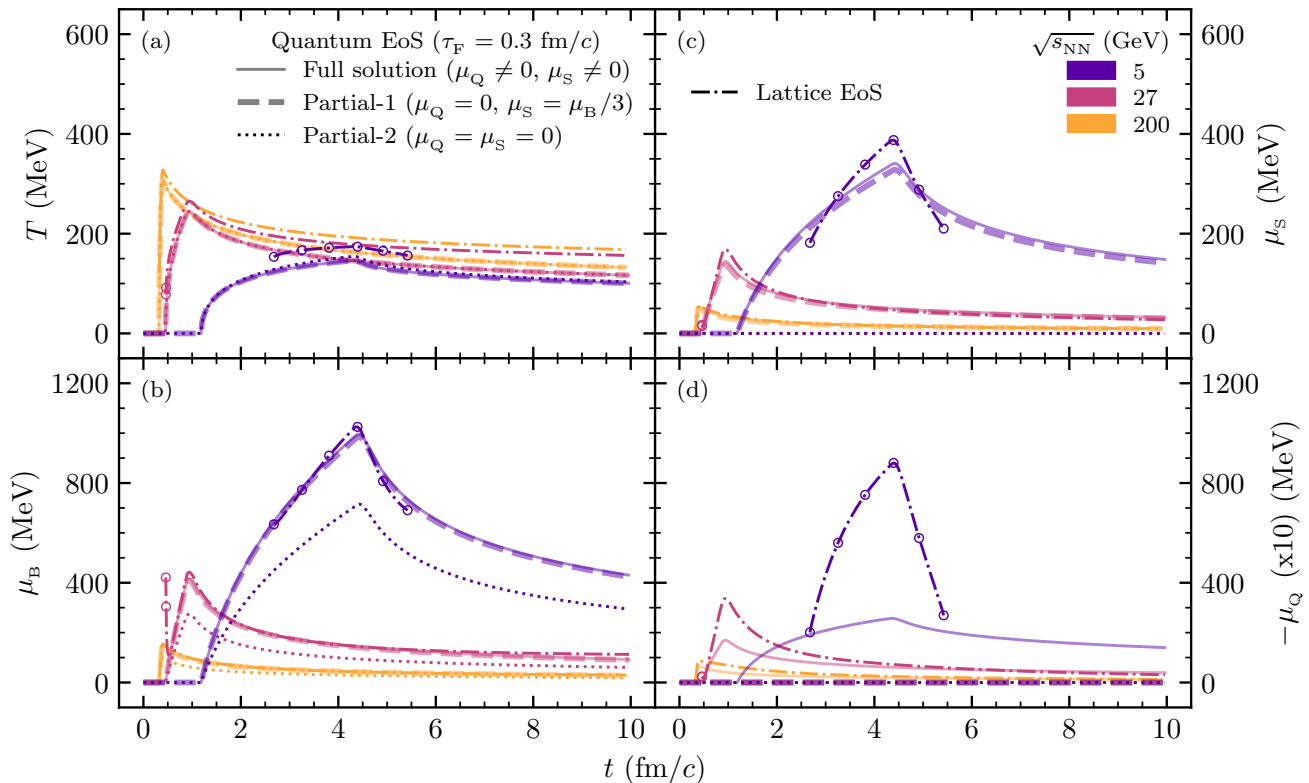 (a)
Quantum EoS (τF = 0.3 fm/c)
Full solution (μQ ≠ 0, μS ≠ 0)
Partial-1 (μQ = 0, μS = μB/3)
Partial-2 (μQ = μS = 0)
600
400
200
0
T (MeV)
(c)
√sNN (GeV)
5
27
200
Lattice EoS
600
400
200
0
μS (MeV)
(b)
1200
800
400
0
μB (MeV)
0 2 4 6 8 10
(d)
1200
800
400
0
−μQ (x10) (MeV)
0 2 4 6 8 10
t (fm/c)
t (fm/c)